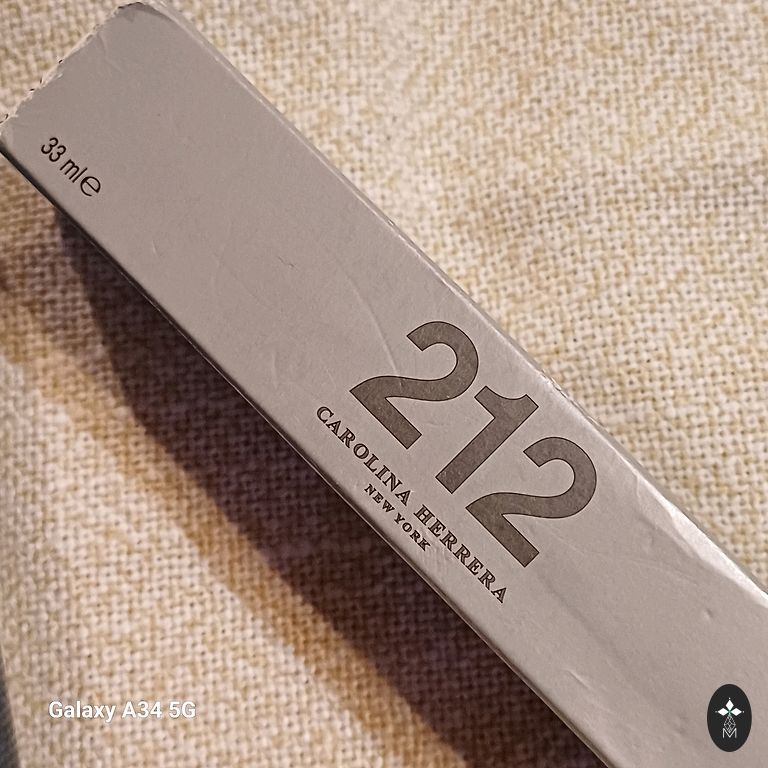 33 ml ℮
212
CAROLINA HERRERA
NEW YORK
Galaxy A34 5G
M